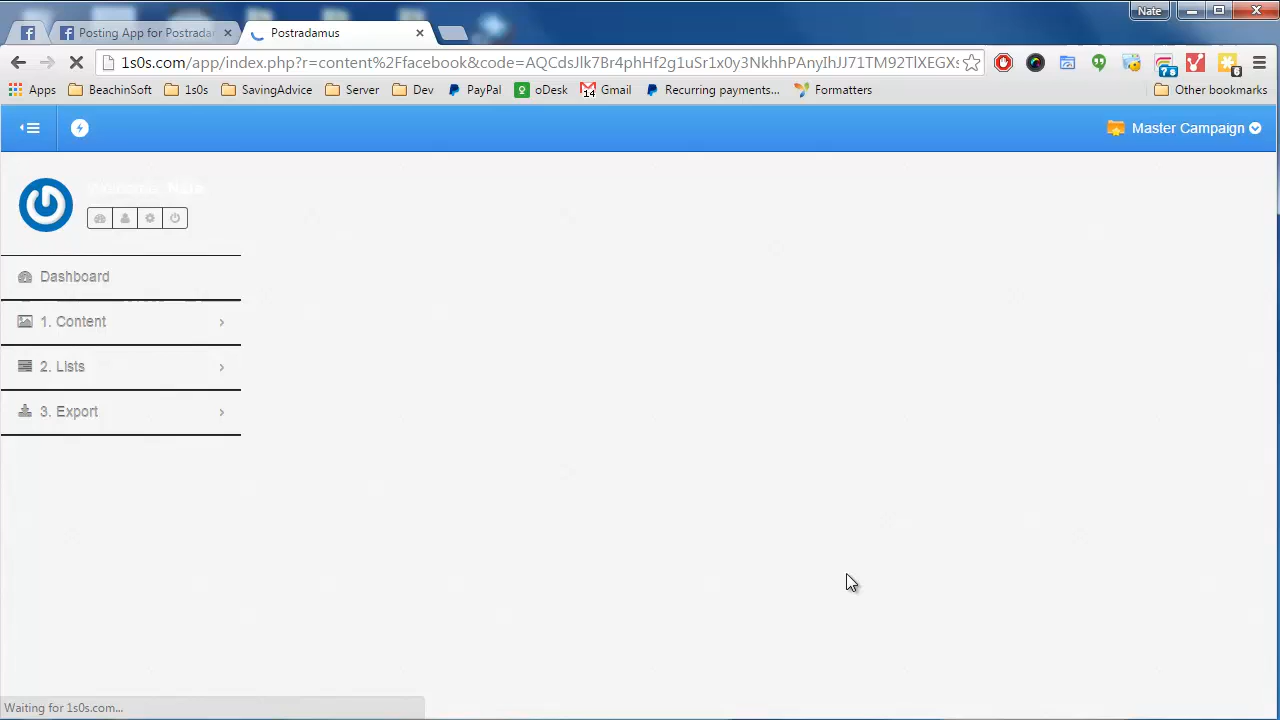 Nate
Posting App for Postrada
Postradamus
1s0s.com/app/index.php?r=content%2Ffacebook
Apps BeachinSoft 1s0s SavingAdvice Server Dev PayPal oDesk 14 Gmail Recurring payments... Formatters Other bookmarks
Master Campaign
Nate
Dashboard
1. Content
2. Lists
3. Export
Waiting for 1s0s.com...